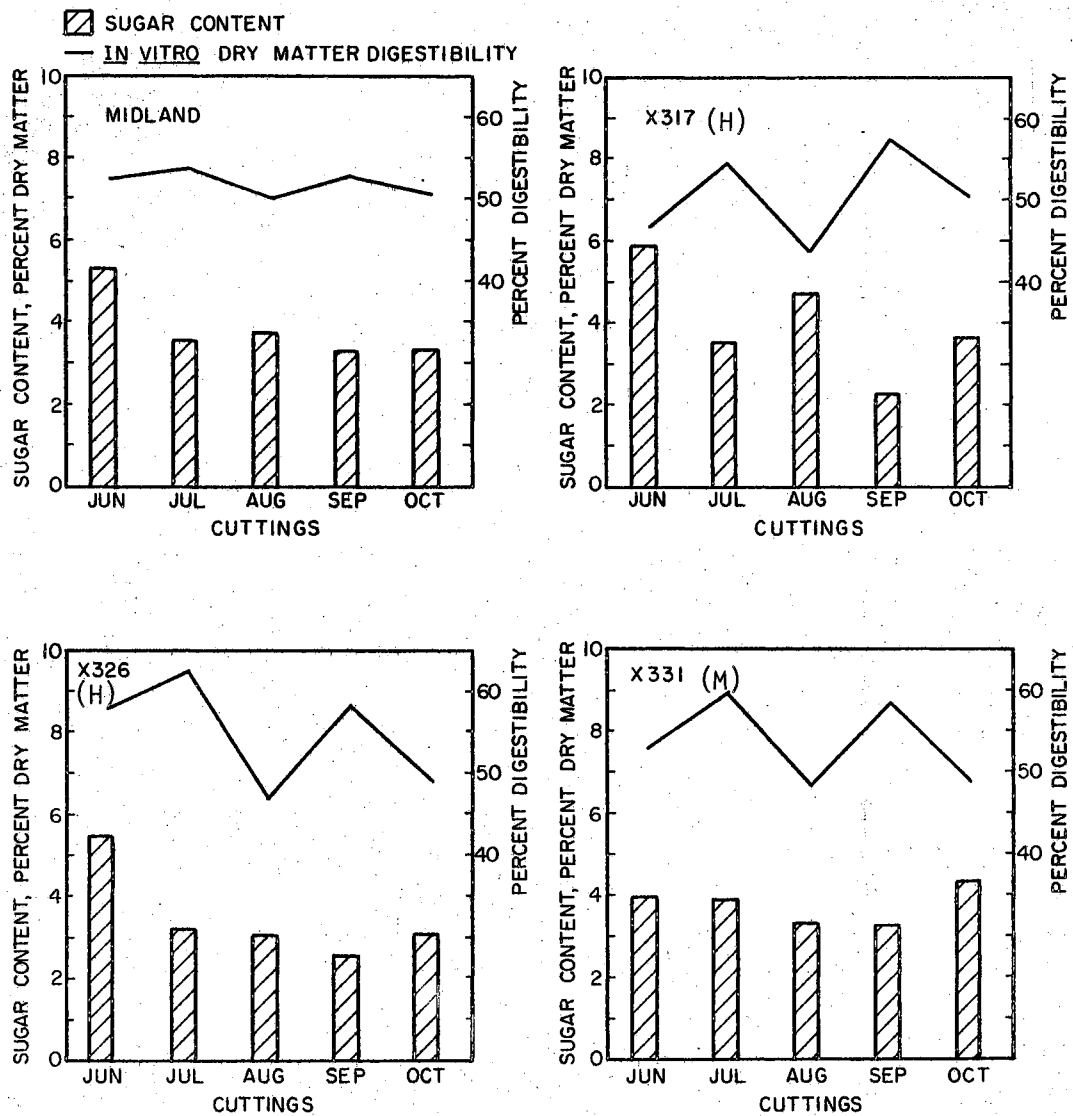 SUGAR CONTENT
IN VITRO DRY MATTER DIGESTIBILITY
MIDLAND
SUGAR CONTENT, PERCENT DRY MATTER
10
8
6
4
2
0
JUN JUL AUG SEP OCT
CUTTINGS
60
50
40
PERCENT DIGESTIBILITY
X317 (H)
SUGAR CONTENT, PERCENT DRY MATTER
10
8
6
4
2
0
JUN JUL AUG SEP OCT
CUTTINGS
60
50
40
PERCENT DIGESTIBILITY
X326
(H)
SUGAR CONTENT, PERCENT DRY MATTER
10
8
6
4
2
0
JUN JUL AUG SEP OCT
CUTTINGS
60
50
40
PERCENT DIGESTIBILITY
X331 (M)
SUGAR CONTENT, PERCENT DRY MATTER
10
8
6
4
2
0
JUN JUL AUG SEP OCT
CUTTINGS
60
50
40
PERCENT DIGESTIBILITY